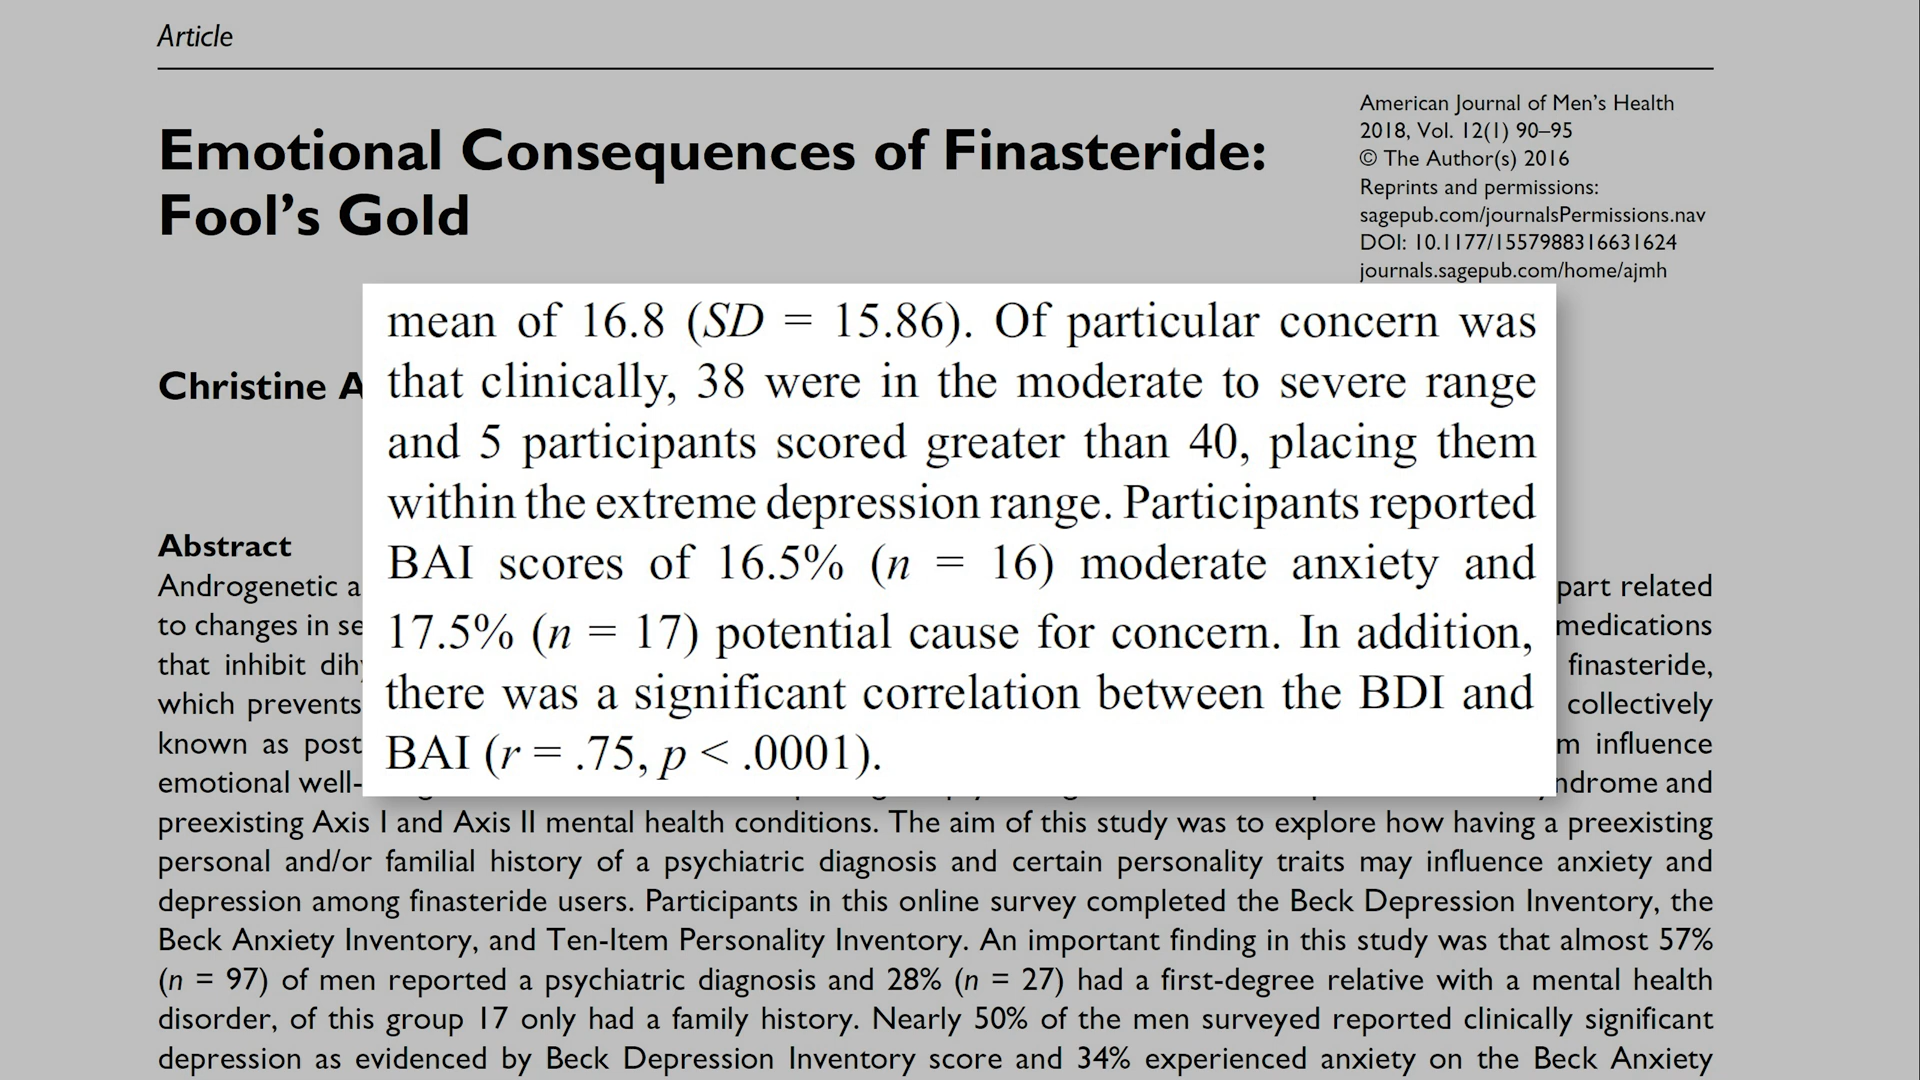 Article
American Journal of Men's Health
2018, Vol. 12(1) 90–95
© The Author(s) 2016
Reprints and permissions:
sagepub.com/journalsPermissions.nav
DOI: 10.1177/1557988316631624
journals.sagepub.com/home/ajmh
Emotional Consequences of Finasteride:
Fool's Gold
Christine A
mean of 16.8 (SD = 15.86). Of particular concern was
that clinically, 38 were in the moderate to severe range
and 5 participants scored greater than 40, placing them
within the extreme depression range. Participants reported
BAI scores of 16.5% (n = 16) moderate anxiety and
17.5% (n = 17) potential cause for concern. In addition,
there was a significant correlation between the BDI and
BAI (r = .75, p < .0001).
Abstract
Androgenetic a part related
to changes in se medications
that inhibit dih finasteride,
which prevents collectively
known as post m influence
emotional well- ndrome and
preexisting Axis I and Axis II mental health conditions. The aim of this study was to explore how having a preexisting
personal and/or familial history of a psychiatric diagnosis and certain personality traits may influence anxiety and
depression among finasteride users. Participants in this online survey completed the Beck Depression Inventory, the
Beck Anxiety Inventory, and Ten-Item Personality Inventory. An important finding in this study was that almost 57%
(n = 97) of men reported a psychiatric diagnosis and 28% (n = 27) had a first-degree relative with a mental health
disorder, of this group 17 only had a family history. Nearly 50% of the men surveyed reported clinically significant
depression as evidenced by Beck Depression Inventory score and 34% experienced anxiety on the Beck Anxiety